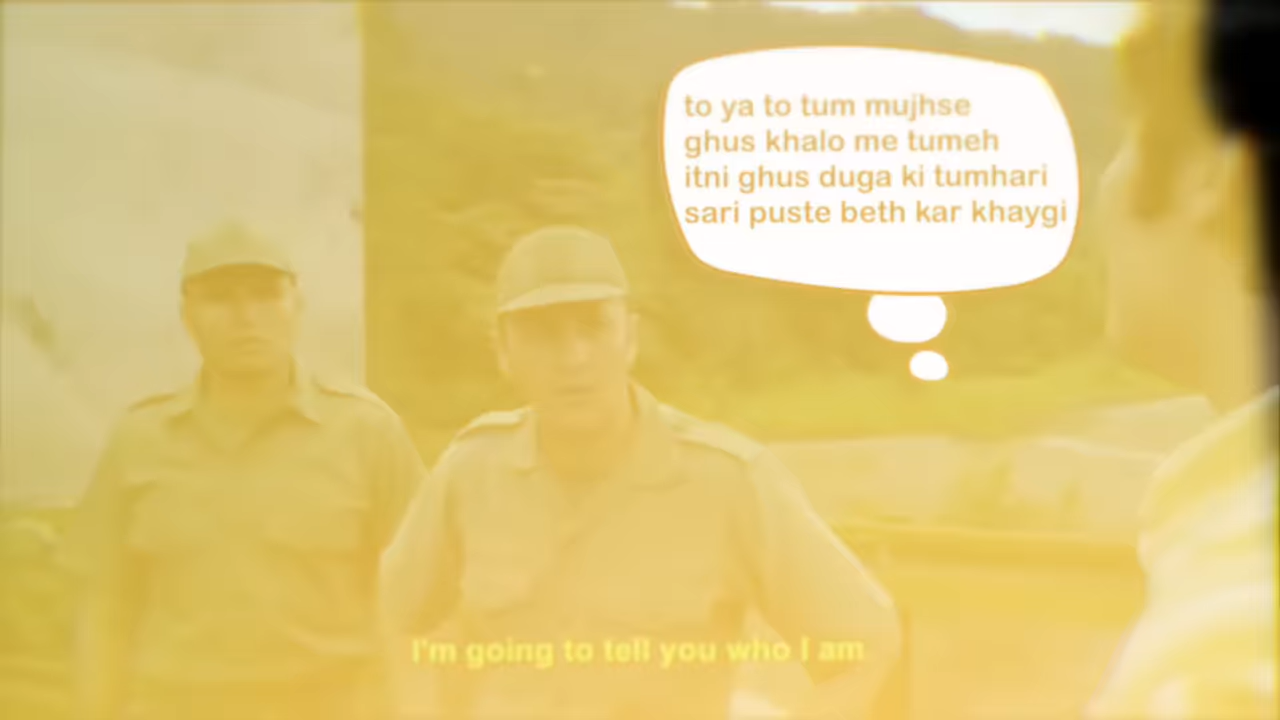 to ya to tum mujhse
ghus khalo me tumeh
itni ghus duga ki tumhari
sari puste beth kar khaygi
I'm going to tell you who I am